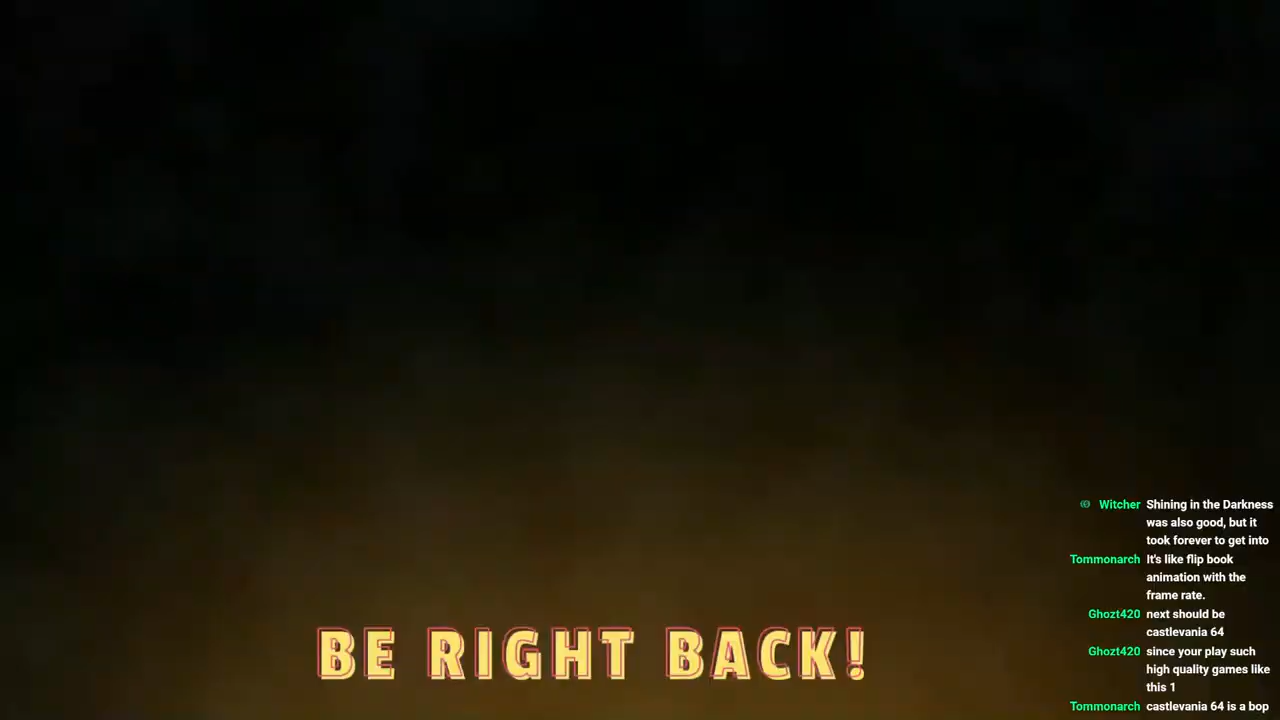 Witcher Shining in the Darkness
was also good, but it
took forever to get into
Tommonarch It's like flip book
animation with the
frame rate.
Ghozt420 next should be
castlevania 64
Ghozt420 since your play such
high quality games like
this 1
Tommonarch castlevania 64 is a bop
BE RIGHT BACK!